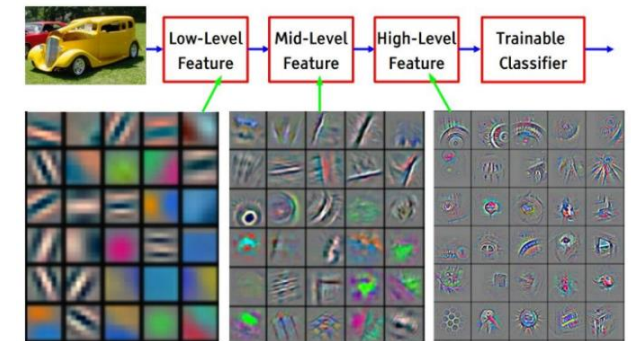 Low-Level
Feature
Mid-Level
Feature
High-Level
Feature
Trainable
Classifier